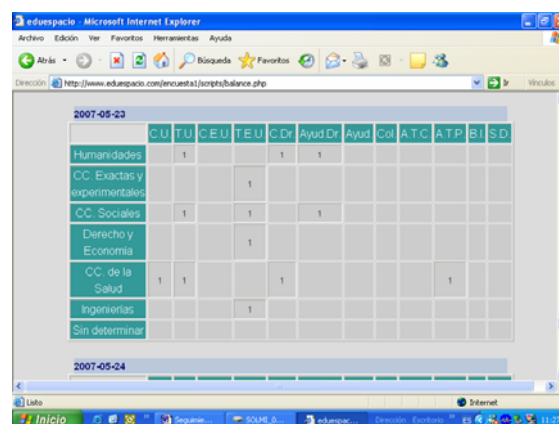 eduespacio - Microsoft Internet Explorer
Archivo Edición Ver Favoritos Herramientas Ayuda
Atrás Búsqueda Favoritos
Dirección http://www.eduespacio.com/encuesta1/scripts/balance.php Ir Vínculos
2007-05-23
C.U T.U C.E.U T.E.U C.Dr Ayud.Dr Ayud Col A.T.C A.T.P B.I S.D.
Humanidades 1 1 1
CC. Exactas y
experimentales 1
CC. Sociales 1 1 1
Derecho y
Economia 1
CC. de la
Salud 1 1 1 1
Ingenierías 1
Sin determinar
2007-05-24
Listo Internet
Inicio Seguimie... SOLMI_0... eduespac... Dirección Escritorio ES